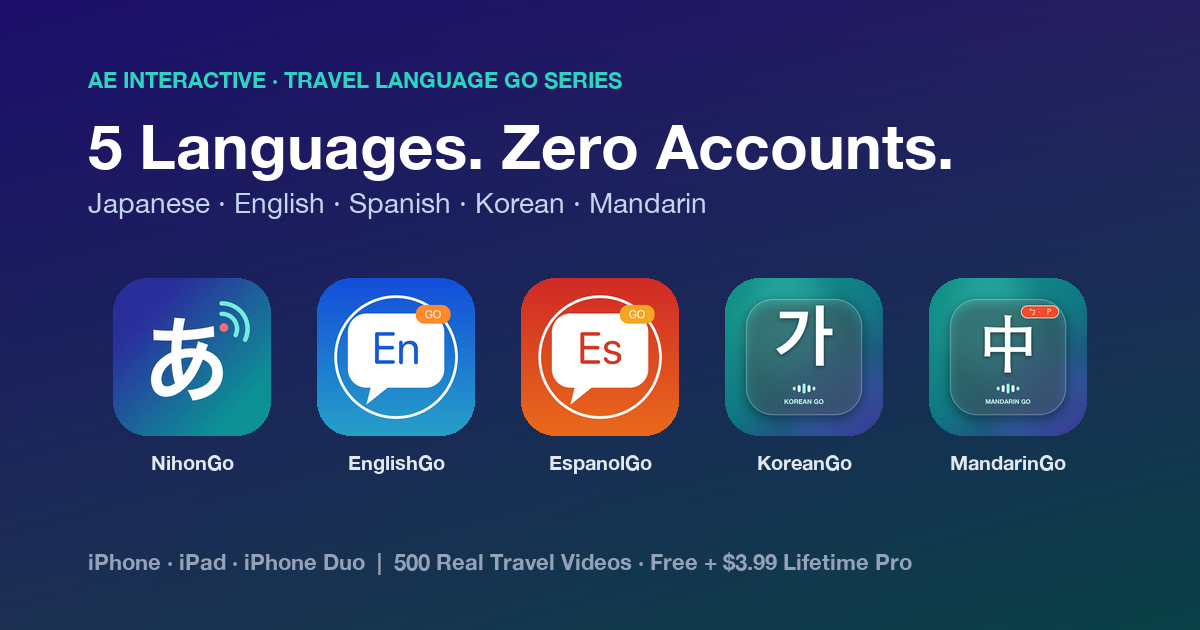 AE INTERACTIVE · TRAVEL LANGUAGE GO SERIES
5 Languages. Zero Accounts.
Japanese · English · Spanish · Korean · Mandarin
あ
En
GO
Es
GO
가
KOREAN GO
中
ㄅ · P
MANDARIN GO
NihonGo
EnglishGo
EspanolGo
KoreanGo
MandarinGo
iPhone · iPad · iPhone Duo | 500 Real Travel Videos · Free + $3.99 Lifetime Pro